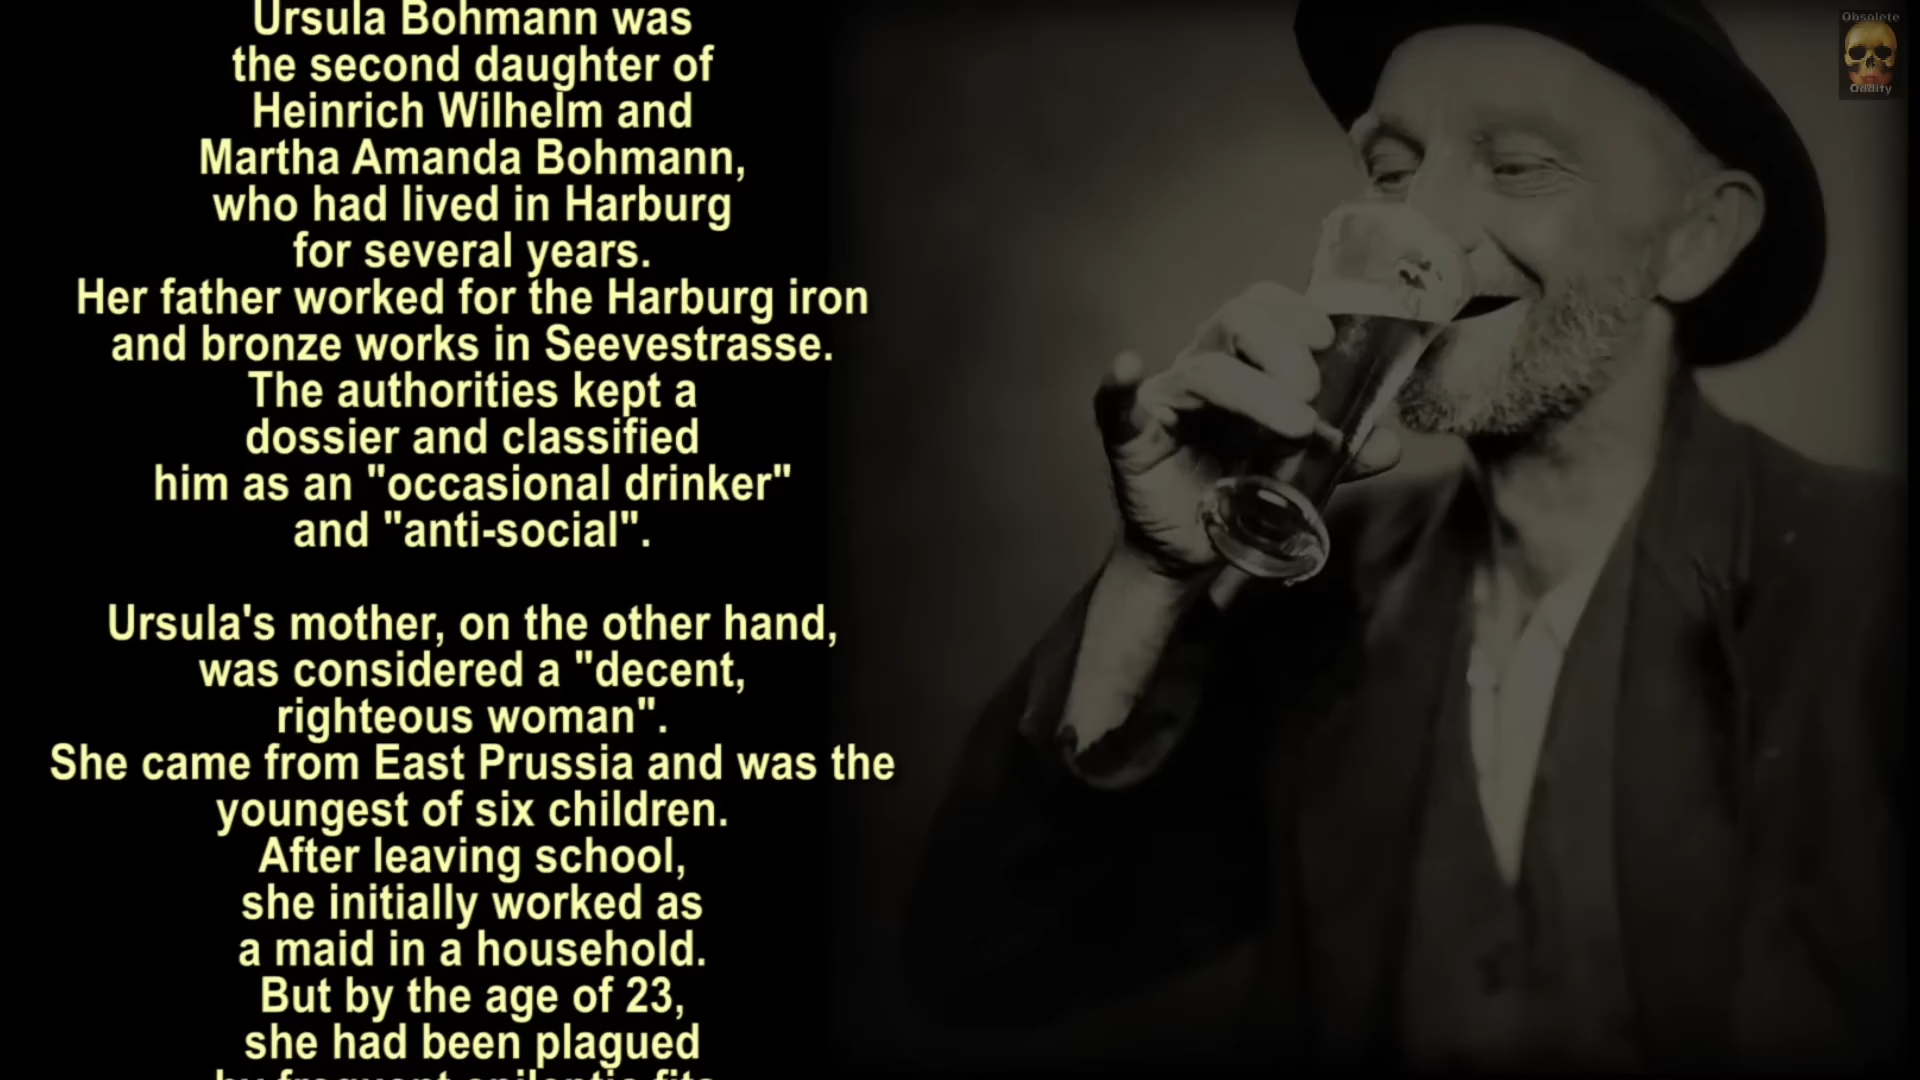 Ursula Bohmann was
the second daughter of
Heinrich Wilhelm and
Martha Amanda Bohmann,
who had lived in Harburg
for several years.
Her father worked for the Harburg iron
and bronze works in Seevestrasse.
The authorities kept a
dossier and classified
him as an "occasional drinker"
and "anti-social".
Ursula's mother, on the other hand,
was considered a "decent,
righteous woman".
She came from East Prussia and was the
youngest of six children.
After leaving school,
she initially worked as
a maid in a household.
But by the age of 23,
she had been plagued
by frequent epileptic fits
Obsolete
Oddity